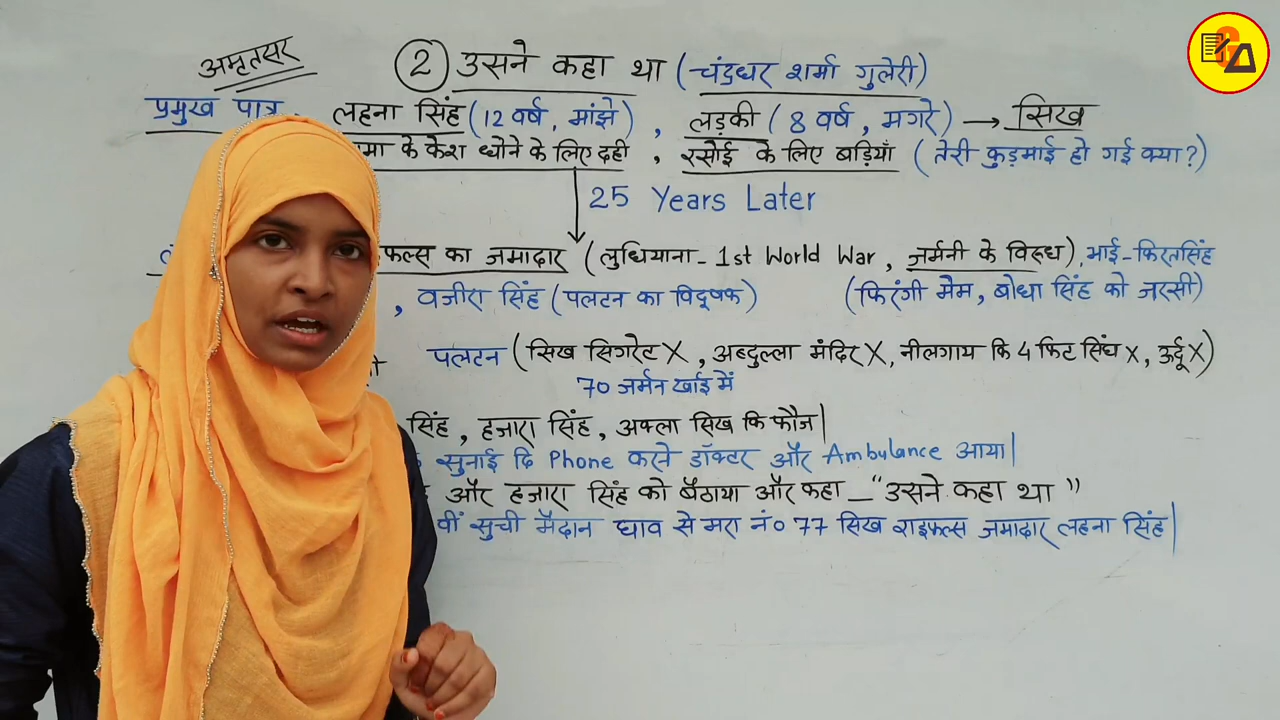 अमृतसर
② उसने कहा था (चंद्रधर शर्मा गुलेरी)
प्रमुख पात्र - लहना सिंह (12 वर्ष, मांझे), लड़की (8 वर्ष, मगरे) → सिख
मामा के केश धोने के लिए दही, रसोई के लिए बड़ियाँ (तेरी कुड़माई हो गई क्या?)
25 Years Later
फल्स का जमादार (लुधियाना - 1st World War, जर्मनी के विरुध), भाई-किरतसिंह
, वजीरा सिंह (पलटन का विदूषक) (फिरंगी मेम, बोधा सिंह को जरसी)
पलटन (सिख सिगरेट X, अब्दुल्ला मंदिर X, नीलगाय कि 4 फिट सिंघ X, उर्दू X)
70 जर्मन खाई में
सिंह, हजारा सिंह, अकला सिख कि फौज|
सुनाई दि Phone करने डॉक्टर और Ambulance आया|
और हजारा सिंह को बैठाया और कहा - "उसने कहा था"
वीं सुची मैदान घाव से मरा नं० 77 सिख राइफल्स जमादार लहना सिंह|